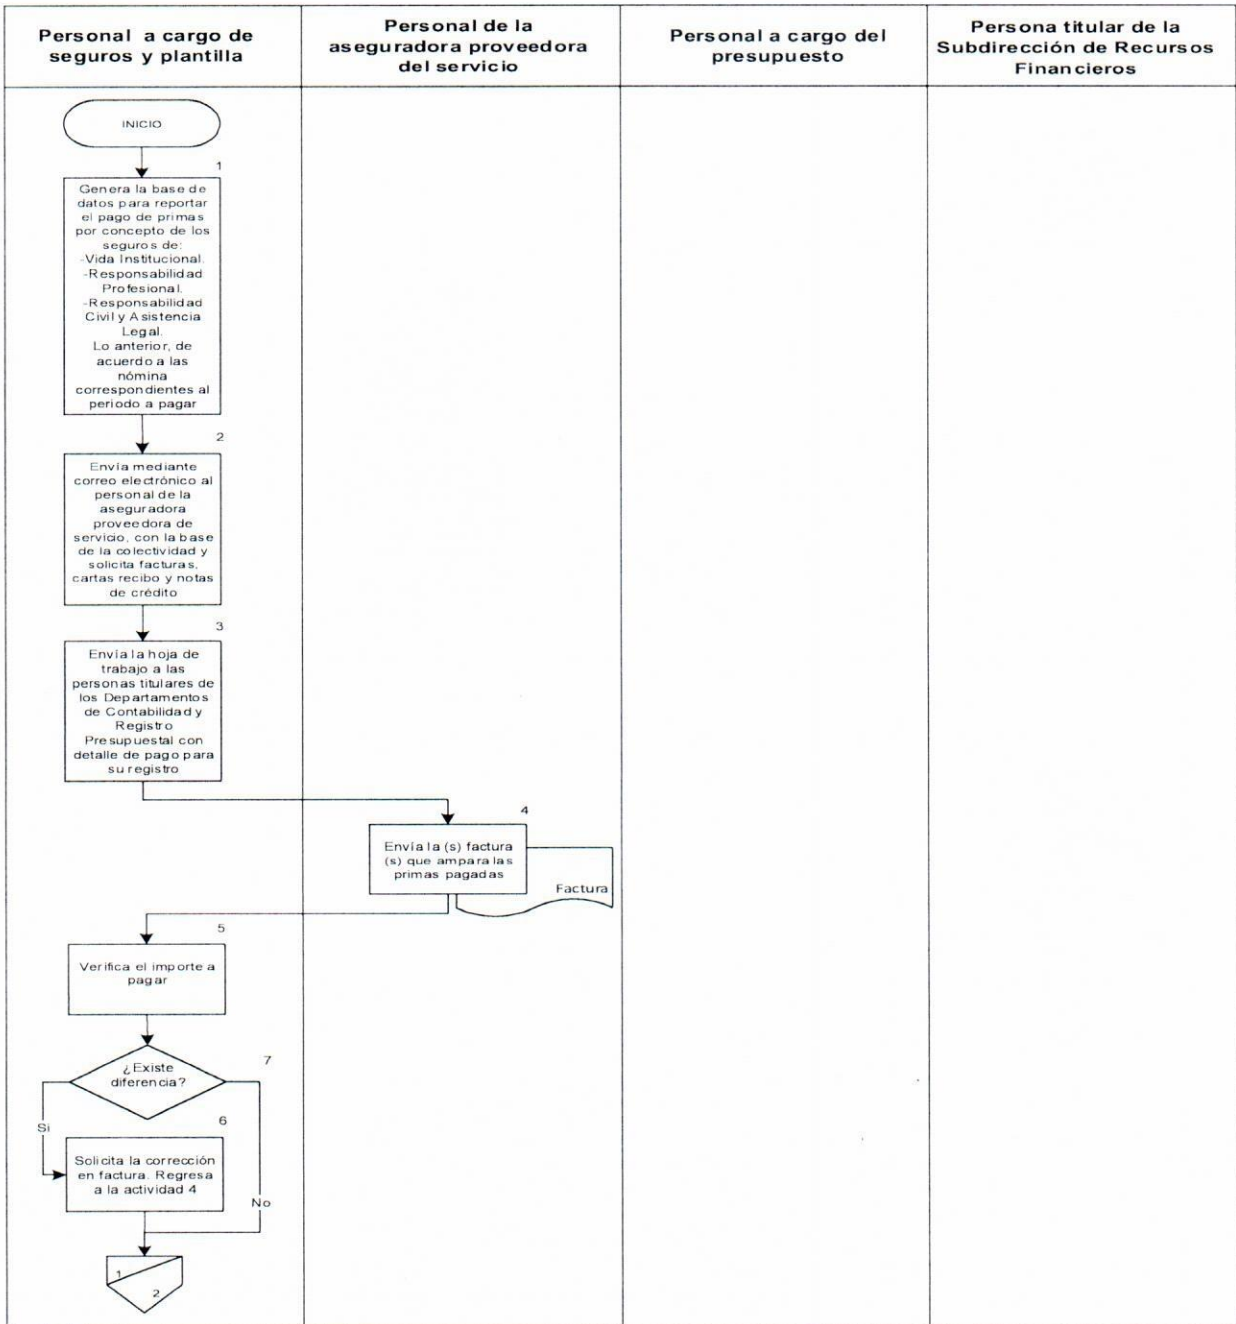 Personal a cargo de
seguros y plantilla
Personal de la
aseguradora proveedora
del servicio
Personal a cargo del
presupuesto
Persona titular de la
Subdirección de Recursos
Financieros
INICIO
1
Genera la base de
datos para reportar
el pago de primas
por concepto de los
seguros de:
-Vida Institucional.
-Responsabilidad
Profesional.
-Responsabilidad
Civil y Asistencia
Legal.
Lo anterior, de
acuerdo a las
nómina
correspondientes al
periodo a pagar
2
Envía mediante
correo electrónico al
personal de la
aseguradora
proveedora de
servicio, con la base
de la colectividad y
solicita facturas,
cartas recibo y notas
de crédito
3
Envía la hoja de
trabajo a las
personas titulares de
los Departamentos
de Contabilidad y
Registro
Presupuestal con
detalle de pago para
su registro
4
Envía la (s) factura
(s) que ampara las
primas pagadas
Factura
5
Verifica el importe a
pagar
7
¿Existe
diferencia?
Si
6
Solicita la corrección
en factura. Regresa
a la actividad 4
No
1
2